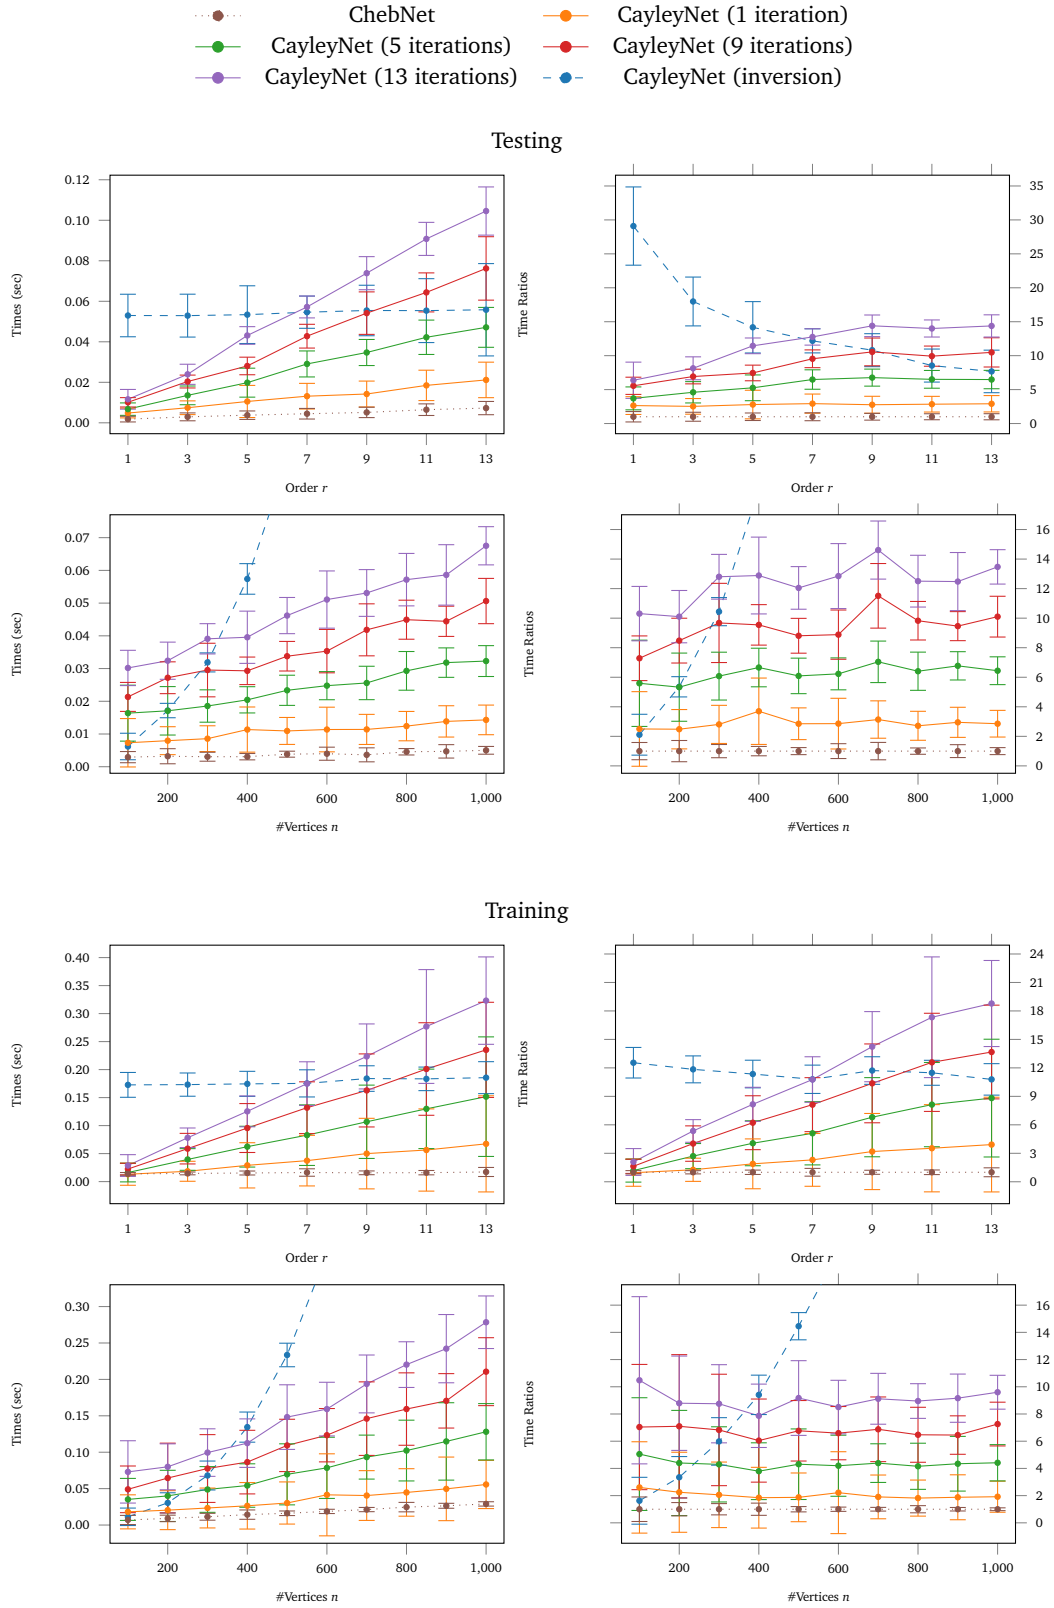 ChebNet CayleyNet (1 iteration)
CayleyNet (5 iterations) CayleyNet (9 iterations)
CayleyNet (13 iterations) CayleyNet (inversion)
Testing
Times (sec)
0.12
0.10
0.08
0.06
0.04
0.02
0.00
1 3 5 7 9 11 13
Order r
Time Ratios
35
30
25
20
15
10
5
0
1 3 5 7 9 11 13
Order r
Times (sec)
0.07
0.06
0.05
0.04
0.03
0.02
0.01
0.00
200 400 600 800 1,000
#Vertices n
Time Ratios
16
14
12
10
8
6
4
2
0
200 400 600 800 1,000
#Vertices n
Training
Times (sec)
0.40
0.35
0.30
0.25
0.20
0.15
0.10
0.05
0.00
1 3 5 7 9 11 13
Order r
Time Ratios
24
21
18
15
12
9
6
3
0
1 3 5 7 9 11 13
Order r
Times (sec)
0.30
0.25
0.20
0.15
0.10
0.05
0.00
200 400 600 800 1,000
#Vertices n
Time Ratios
16
14
12
10
8
6
4
2
0
200 400 600 800 1,000
#Vertices n